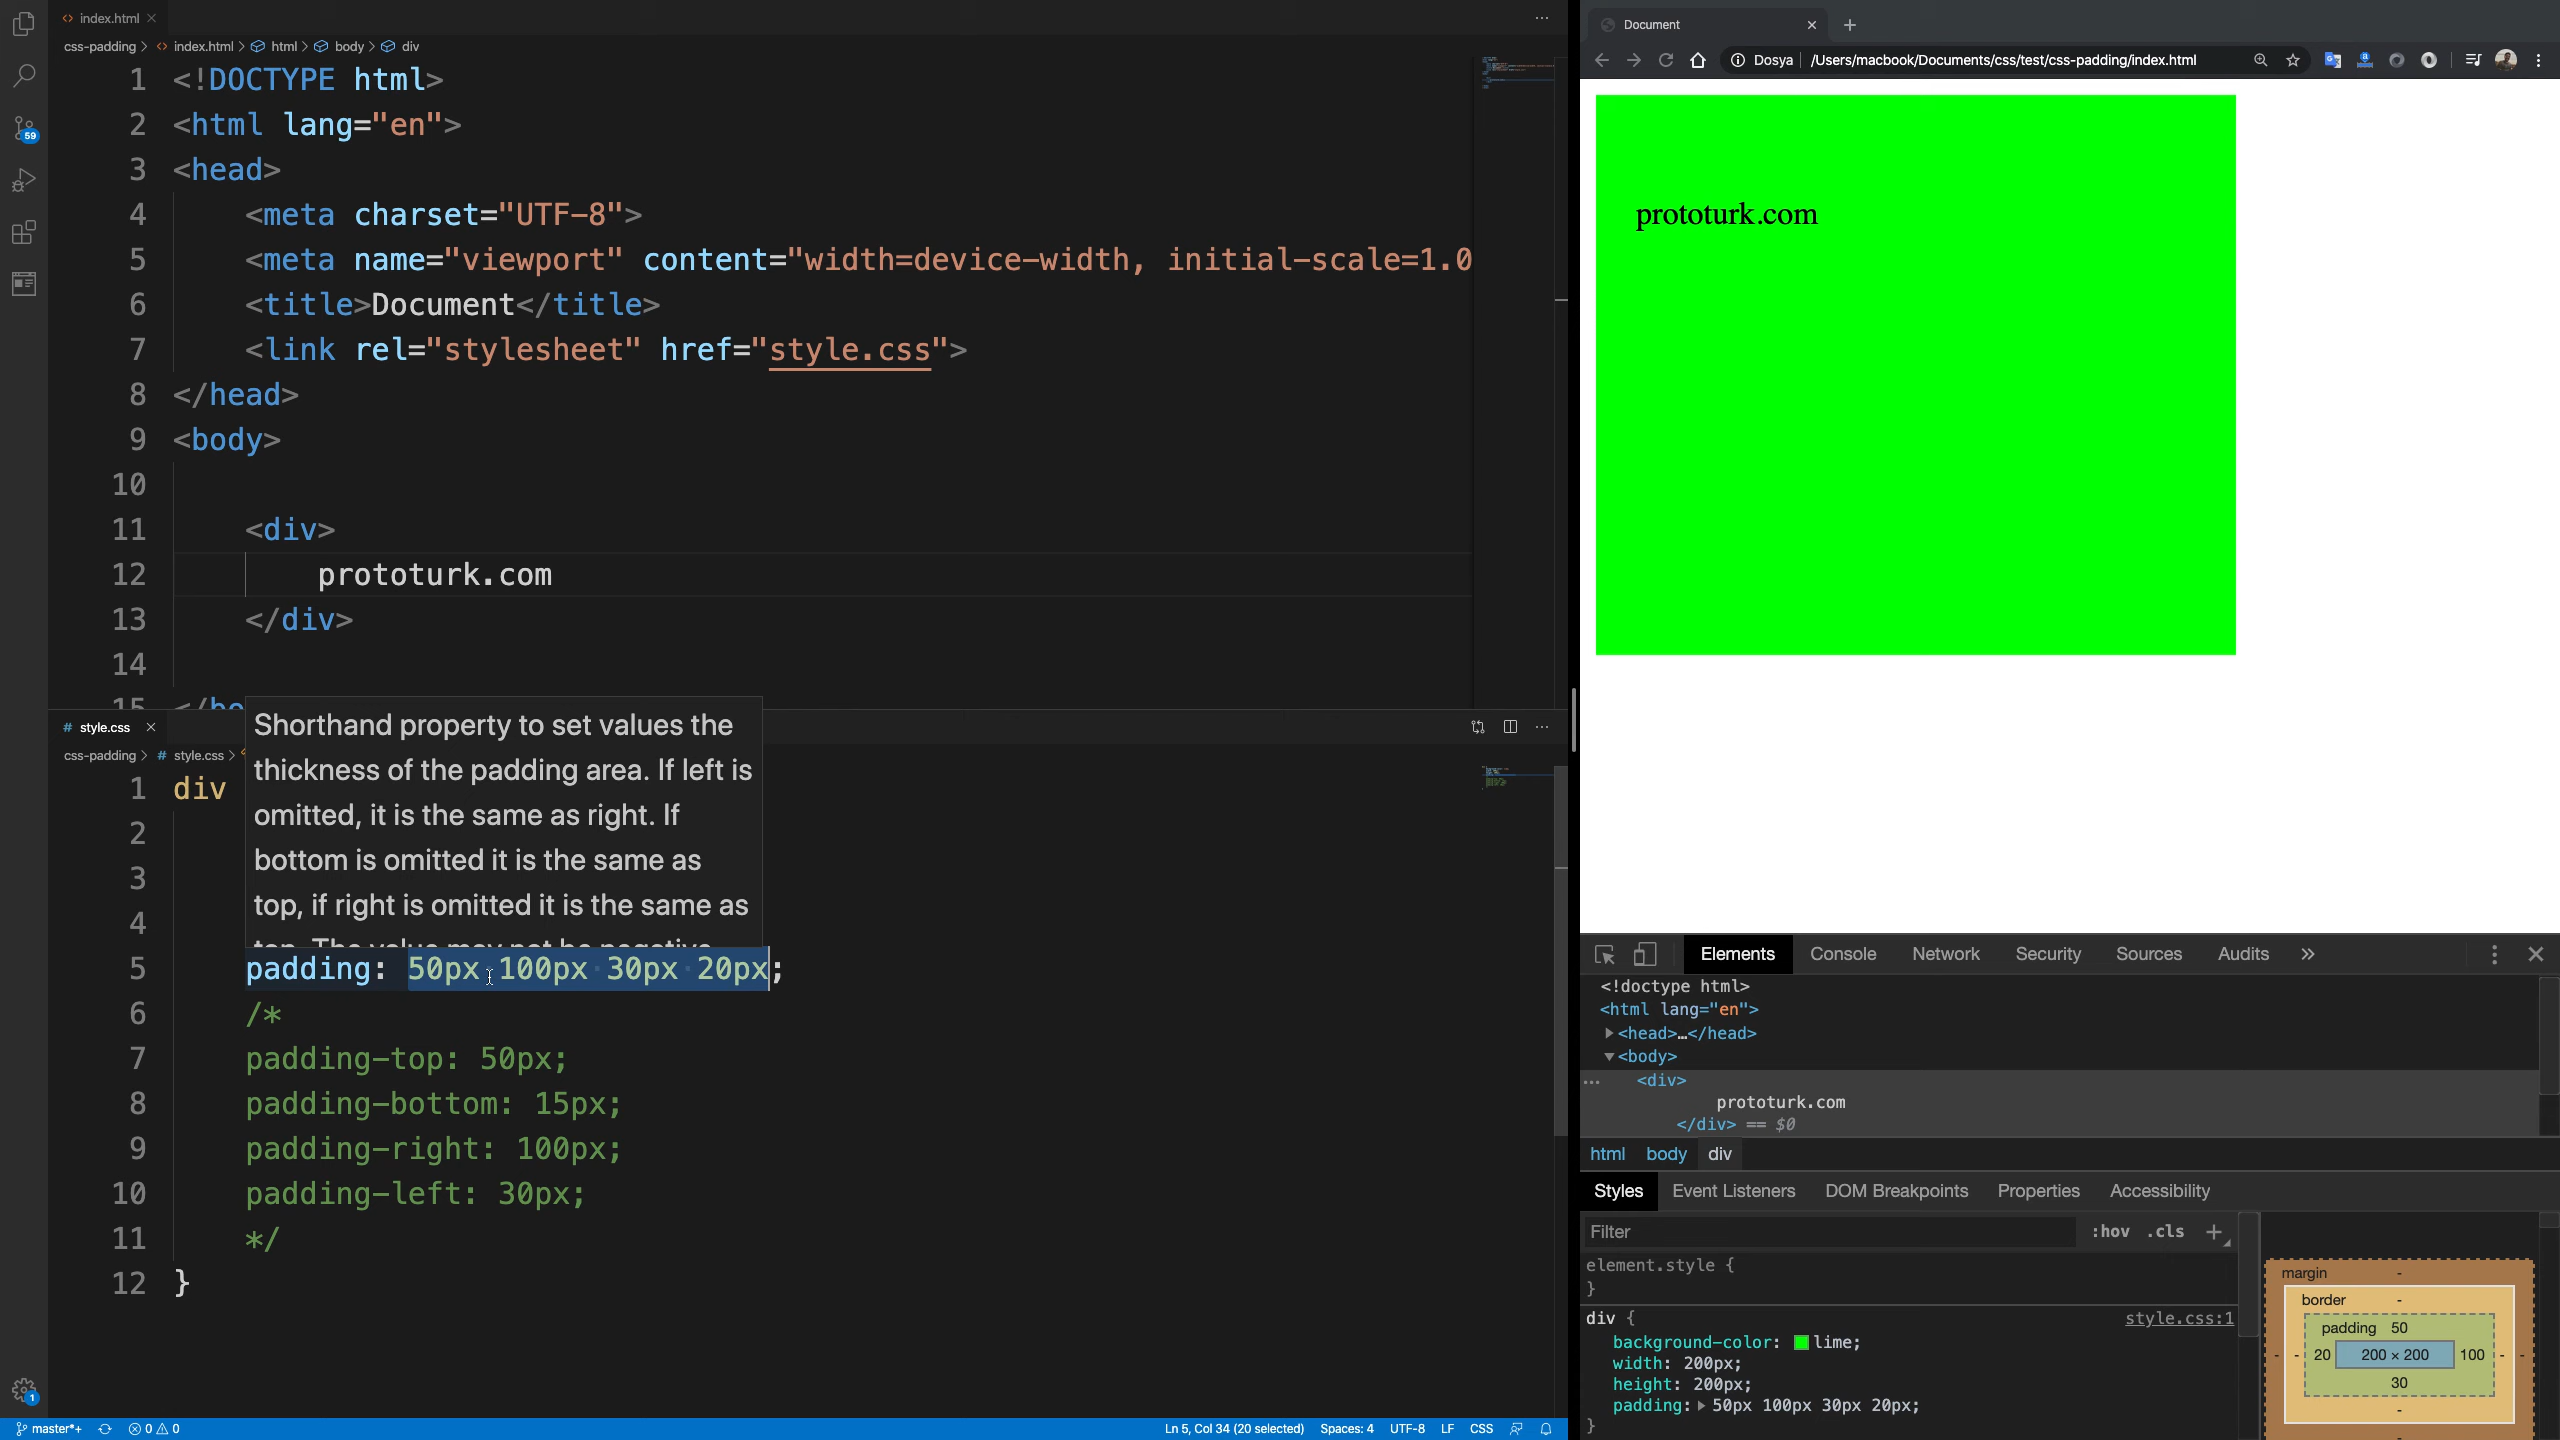 index.html
css-padding > index.html > html > body > div
1 <!DOCTYPE html>
2 <html lang="en">
3 <head>
4 <meta charset="UTF-8">
5 <meta name="viewport" content="width=device-width, initial-scale=1.0
6 <title>Document</title>
7 <link rel="stylesheet" href="style.css">
8 </head>
9 <body>
10
11 <div>
12 prototurk.com
13 </div>
14
15 </bo
59
# style.css
css-padding > # style.css >
Shorthand property to set values the
thickness of the padding area. If left is
omitted, it is the same as right. If
bottom is omitted it is the same as
top, if right is omitted it is the same as
top. The value may not be negative.
1 div
2
3
4
5 padding: 50px 100px 30px 20px;
6 /*
7 padding-top: 50px;
8 padding-bottom: 15px;
9 padding-right: 100px;
10 padding-left: 30px;
11 */
12 }
1
master*+ 0 0
Ln 5, Col 34 (20 selected) Spaces: 4 UTF-8 LF CSS
Document
Dosya | /Users/macbook/Documents/css/test/css-padding/index.html
prototurk.com
Elements Console Network Security Sources Audits »
<!doctype html>
<html lang="en">
<head>…</head>
<body>
<div>
prototurk.com
</div> == $0
html body div
Styles Event Listeners DOM Breakpoints Properties Accessibility
Filter :hov .cls +
element.style {
}
div { style.css:1
background-color: lime;
width: 200px;
height: 200px;
padding: 50px 100px 30px 20px;
}
margin -
border -
padding 50
- - 20 200 × 200 100 - -
30
-
-